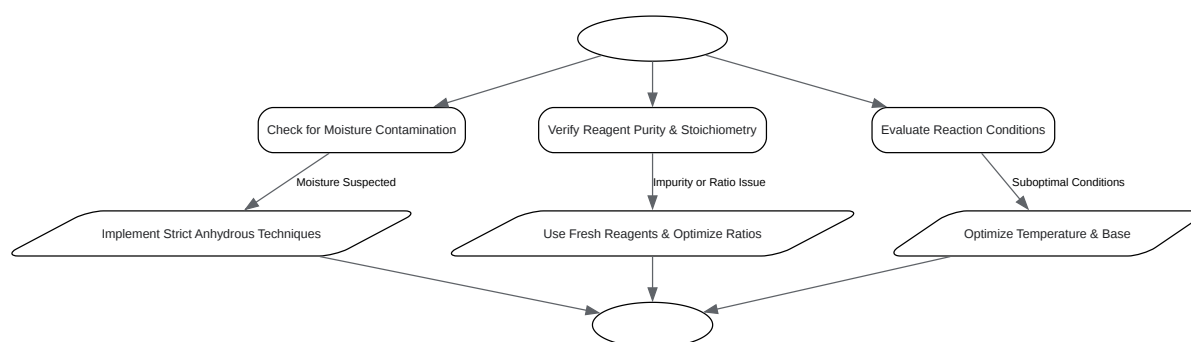 Check for Moisture Contamination
Verify Reagent Purity & Stoichiometry
Evaluate Reaction Conditions
Moisture Suspected
Impurity or Ratio Issue
Suboptimal Conditions
Implement Strict Anhydrous Techniques
Use Fresh Reagents & Optimize Ratios
Optimize Temperature & Base